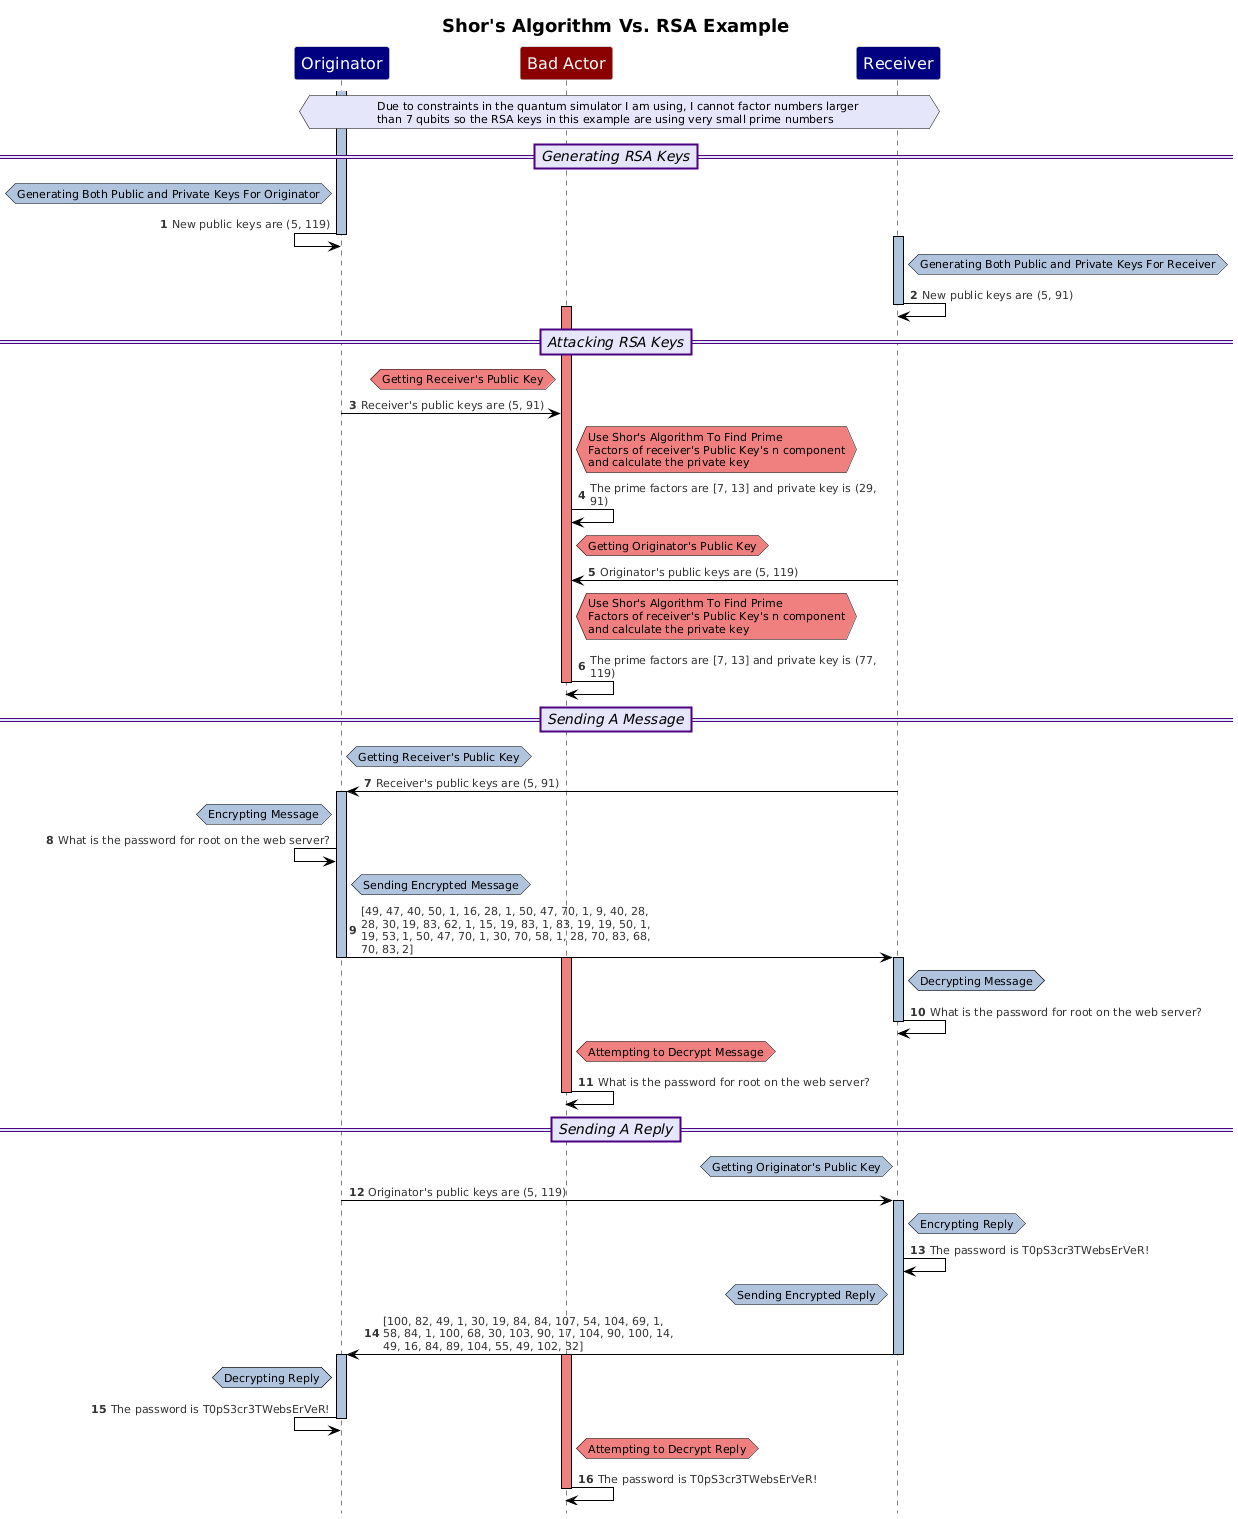 Shor's Algorithm Vs. RSA Example
Originator
Bad Actor
Receiver
Due to constraints in the quantum simulator I am using, I cannot factor numbers larger
than 7 qubits so the RSA keys in this example are using very small prime numbers
Generating RSA Keys
Generating Both Public and Private Keys For Originator
1 New public keys are (5, 119)
Generating Both Public and Private Keys For Receiver
2 New public keys are (5, 91)
Attacking RSA Keys
Getting Receiver's Public Key
3 Receiver's public keys are (5, 91)
Use Shor's Algorithm To Find Prime
Factors of receiver's Public Key's n component
and calculate the private key
4 The prime factors are [7, 13] and private key is (29,
91)
Getting Originator's Public Key
5 Originator's public keys are (5, 119)
Use Shor's Algorithm To Find Prime
Factors of receiver's Public Key's n component
and calculate the private key
6 The prime factors are [7, 13] and private key is (77,
119)
Sending A Message
Getting Receiver's Public Key
7 Receiver's public keys are (5, 91)
Encrypting Message
8 What is the password for root on the web server?
Sending Encrypted Message
[49, 47, 40, 50, 1, 16, 28, 1, 50, 47, 70, 1, 9, 40, 28,
28, 30, 19, 83, 62, 1, 15, 19, 83, 1, 83, 19, 19, 50, 1,
9 19, 53, 1, 50, 47, 70, 1, 30, 70, 58, 1, 28, 70, 83, 68,
70, 83, 2]
Decrypting Message
10 What is the password for root on the web server?
Attempting to Decrypt Message
11 What is the password for root on the web server?
Sending A Reply
Getting Originator's Public Key
12 Originator's public keys are (5, 119)
Encrypting Reply
13 The password is T0pS3cr3TWebsErVeR!
Sending Encrypted Reply
[100, 82, 49, 1, 30, 19, 84, 84, 107, 54, 104, 69, 1,
14 58, 84, 1, 100, 68, 30, 103, 90, 17, 104, 90, 100, 14,
49, 16, 84, 89, 104, 55, 49, 102, 32]
Decrypting Reply
15 The password is T0pS3cr3TWebsErVeR!
Attempting to Decrypt Reply
16 The password is T0pS3cr3TWebsErVeR!